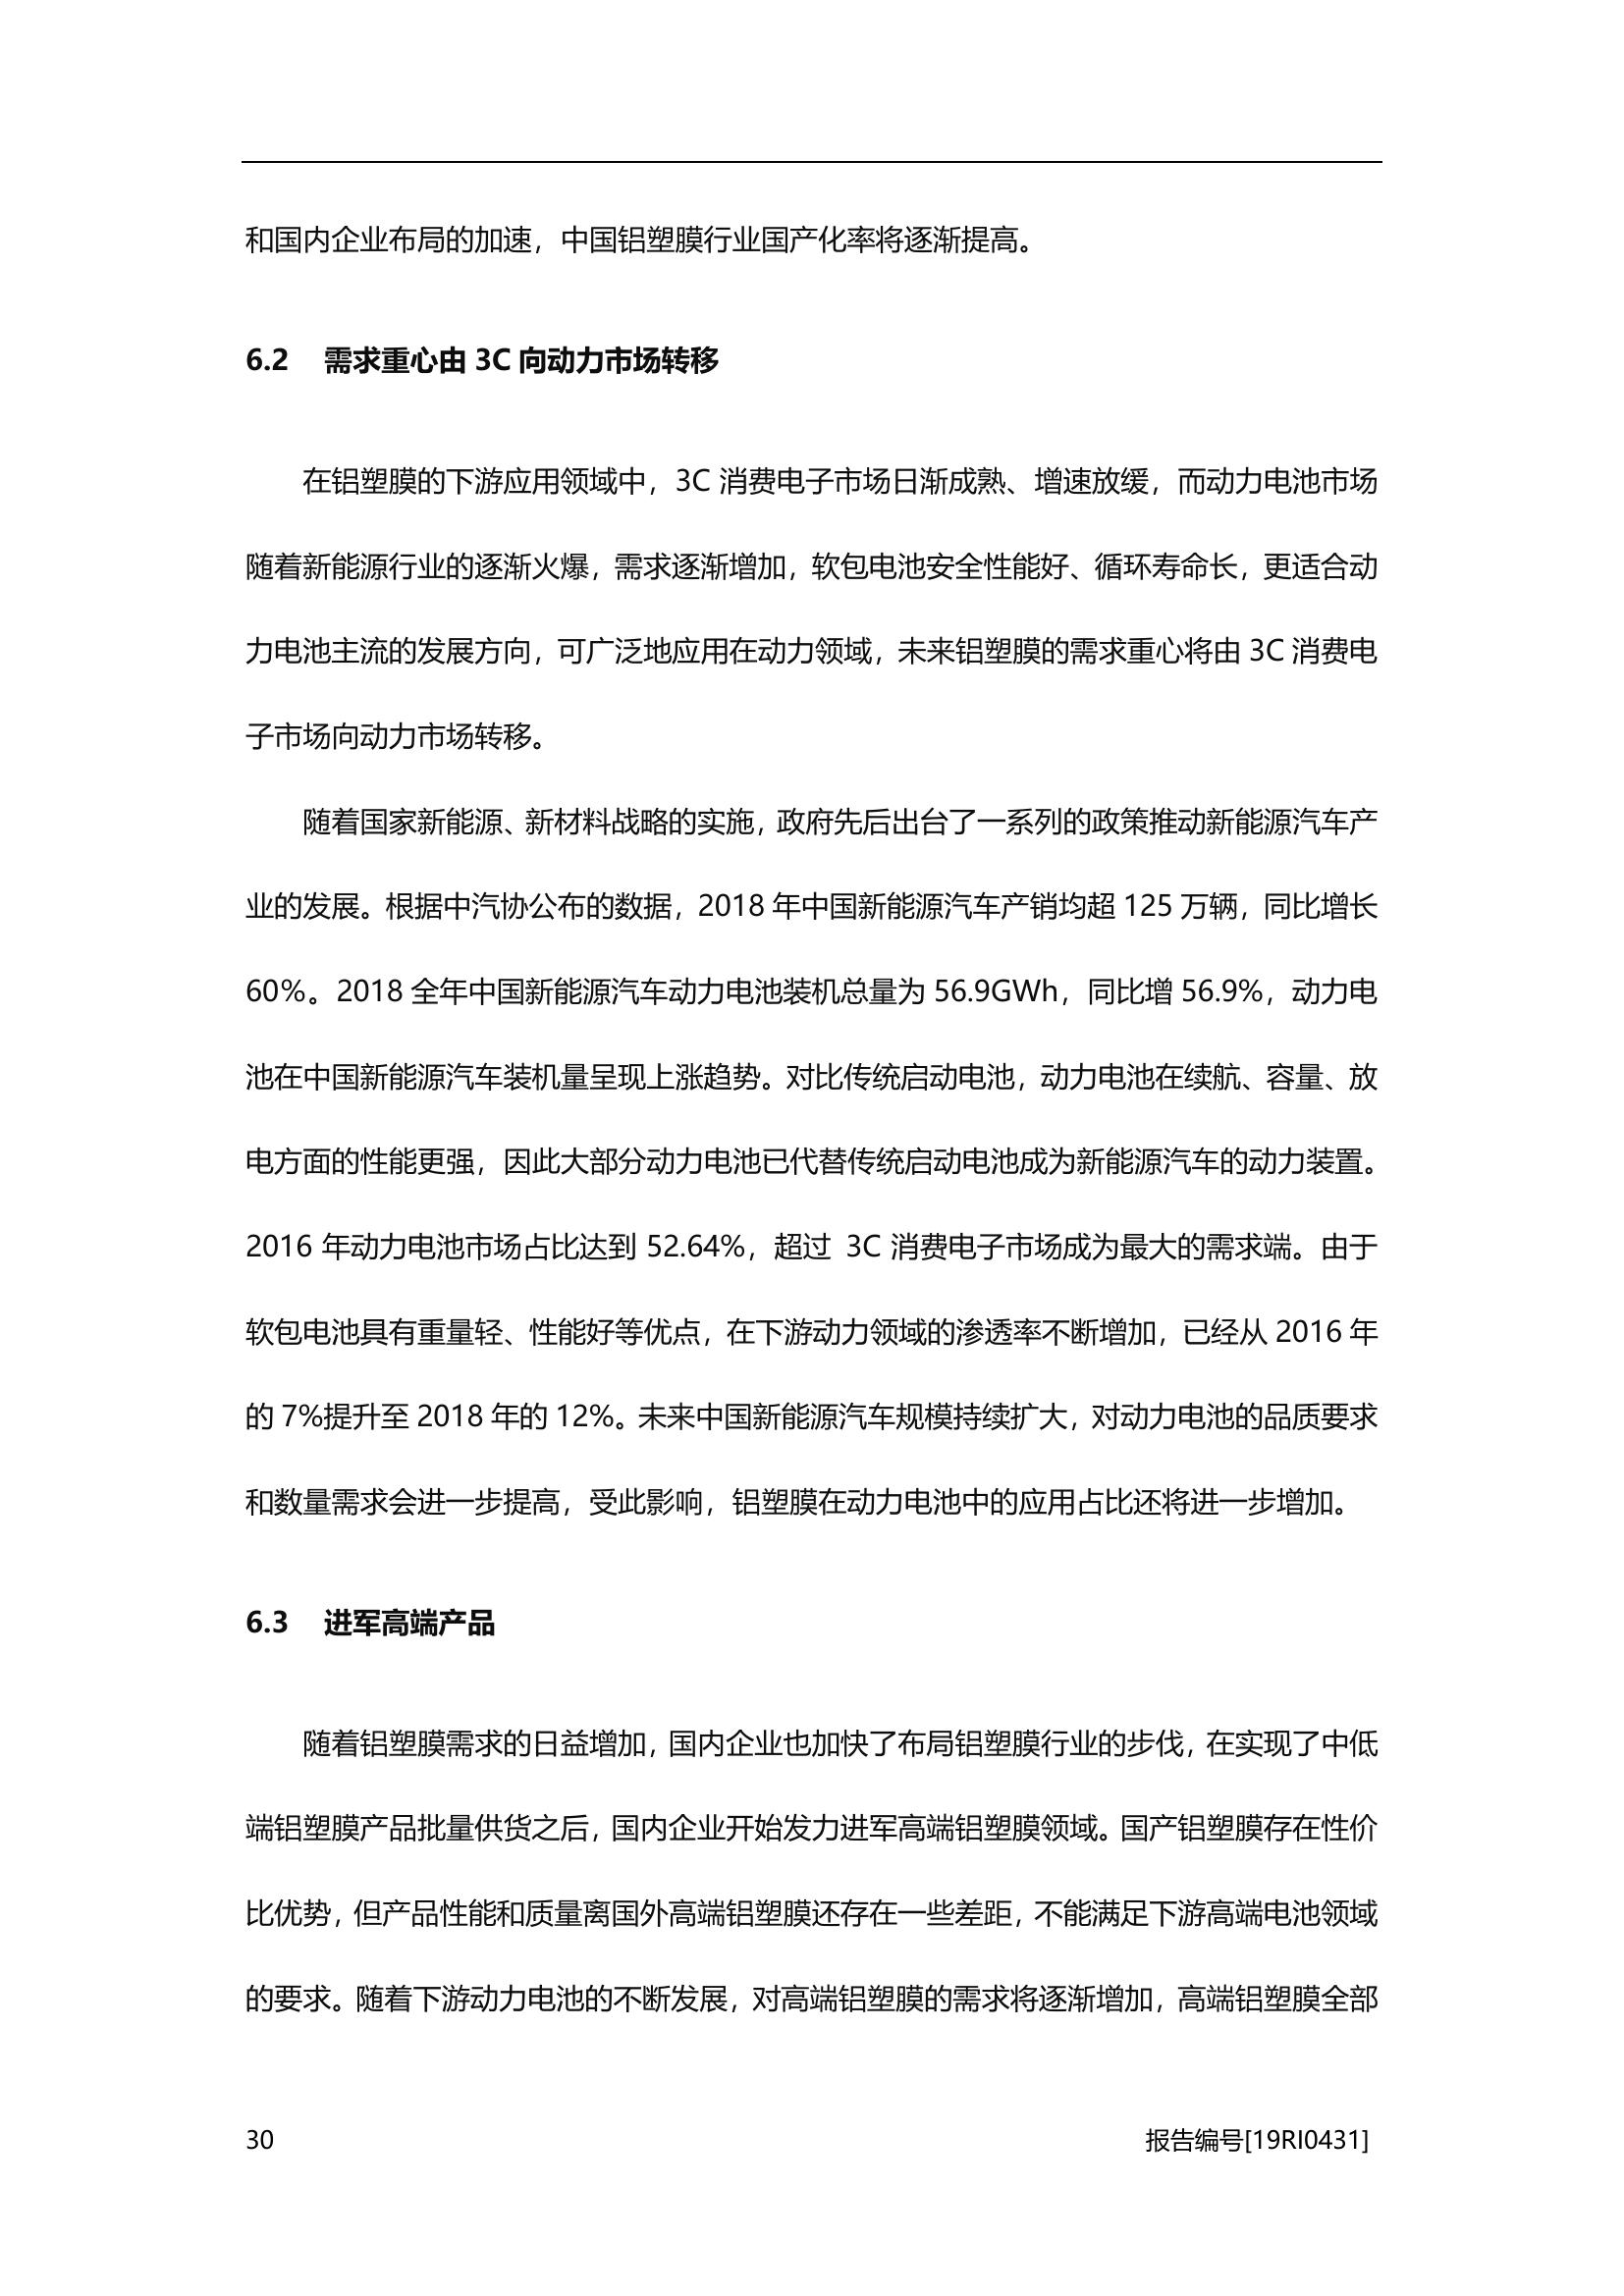 和国内企业布局的加速，中国铝塑膜行业国产化率将逐渐提高。
6.2 需求重心由 3C 向动力市场转移
在铝塑膜的下游应用领域中，3C 消费电子市场日渐成熟、增速放缓，而动力电池市场
随着新能源行业的逐渐火爆，需求逐渐增加，软包电池安全性能好、循环寿命长，更适合动
力电池主流的发展方向，可广泛地应用在动力领域，未来铝塑膜的需求重心将由 3C 消费电
子市场向动力市场转移。
随着国家新能源、新材料战略的实施，政府先后出台了一系列的政策推动新能源汽车产
业的发展。根据中汽协公布的数据，2018 年中国新能源汽车产销均超 125 万辆，同比增长
60%。2018 全年中国新能源汽车动力电池装机总量为 56.9GWh，同比增 56.9%，动力电
池在中国新能源汽车装机量呈现上涨趋势。对比传统启动电池，动力电池在续航、容量、放
电方面的性能更强，因此大部分动力电池已代替传统启动电池成为新能源汽车的动力装置。
2016 年动力电池市场占比达到 52.64%，超过 3C 消费电子市场成为最大的需求端。由于
软包电池具有重量轻、性能好等优点，在下游动力领域的渗透率不断增加，已经从 2016 年
的 7%提升至 2018 年的 12%。未来中国新能源汽车规模持续扩大，对动力电池的品质要求
和数量需求会进一步提高，受此影响，铝塑膜在动力电池中的应用占比还将进一步增加。
6.3 进军高端产品
随着铝塑膜需求的日益增加，国内企业也加快了布局铝塑膜行业的步伐，在实现了中低
端铝塑膜产品批量供货之后，国内企业开始发力进军高端铝塑膜领域。国产铝塑膜存在性价
比优势，但产品性能和质量离国外高端铝塑膜还存在一些差距，不能满足下游高端电池领域
的要求。随着下游动力电池的不断发展，对高端铝塑膜的需求将逐渐增加，高端铝塑膜全部
30 报告编号[19RI0431]